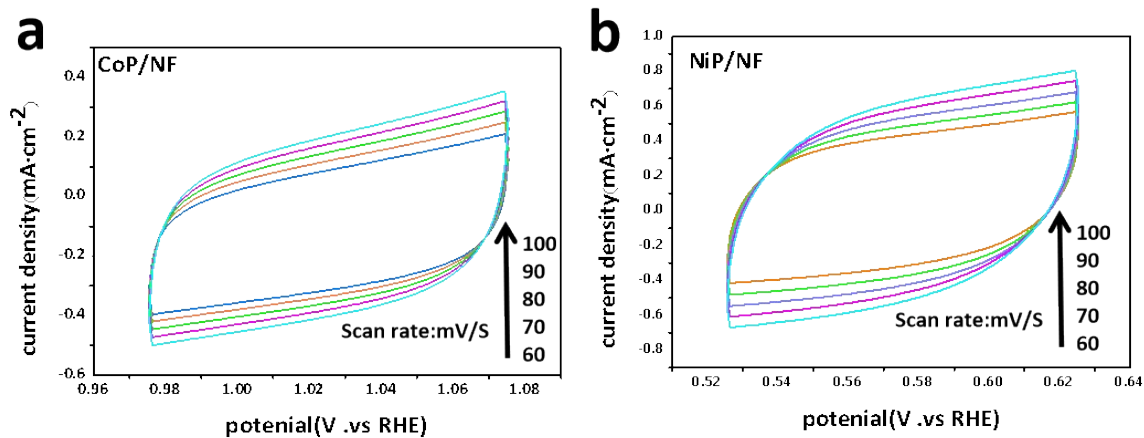 a
CoP/NF
0.4
0.2
0.0
-0.2
-0.4
-0.6
current density(mA·cm-2)
0.96 0.98 1.00 1.02 1.04 1.06 1.08
potenial(V .vs RHE)
100
90
80
70
60
Scan rate:mV/S
b
NiP/NF
1.0
0.8
0.6
0.4
0.2
0.0
-0.2
-0.4
-0.6
-0.8
current density(mA·cm-2)
0.52 0.54 0.56 0.58 0.60 0.62 0.64
potenial(V .vs RHE)
100
90
80
70
60
Scan rate:mV/S